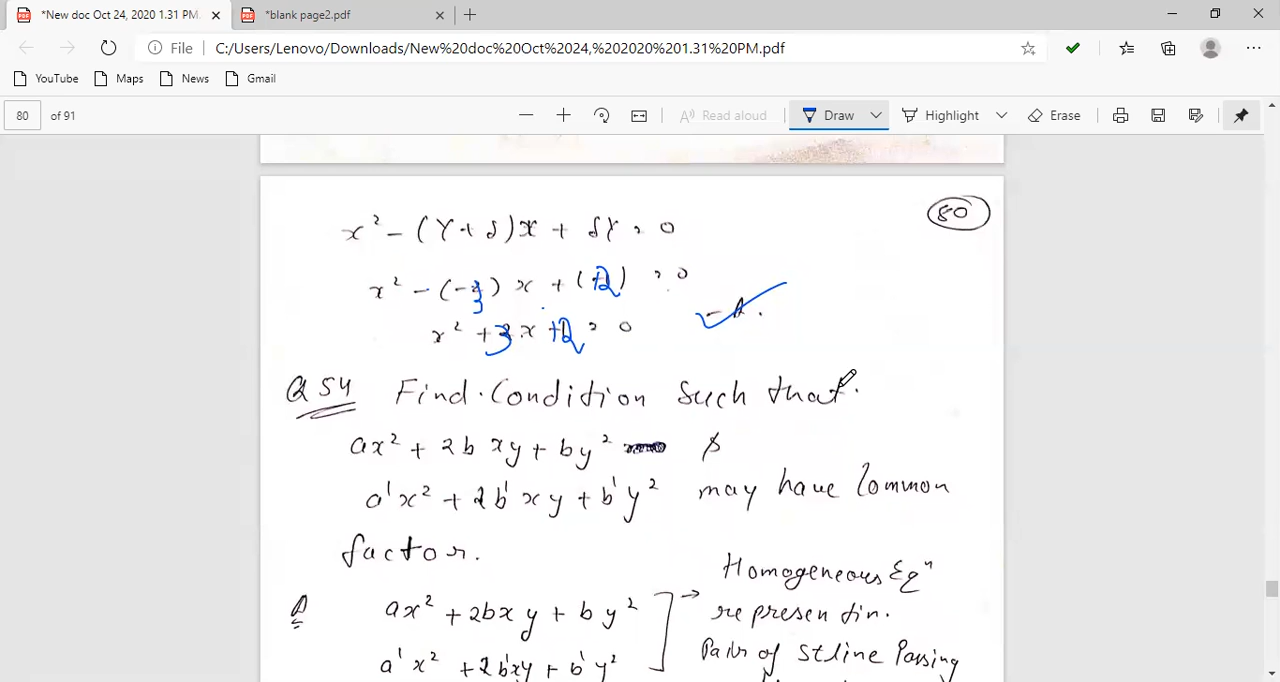 *New doc Oct 24, 2020 1.31 PM.
*blank page2.pdf
File C:/Users/Lenovo/Downloads/New%20doc%20Oct%2024,%202020%201.31%20PM.pdf
YouTube Maps News Gmail
80 of 91 Read aloud Draw Highlight Erase
80
x² - (γ + δ)x + δγ = 0
x² - (-3)x + (+2) = 0
x² + 3x + 2 = 0 - A.
Q 54 Find Condition Such that
ax² + 2b xy + by² &
a'x² + 2b'xy + b'y² may have Common
factor.
Homogeneous Eqⁿ
ax² + 2bxy + by² → representin.
a'x² + 2b'xy + b'y² Pair of St line Passing